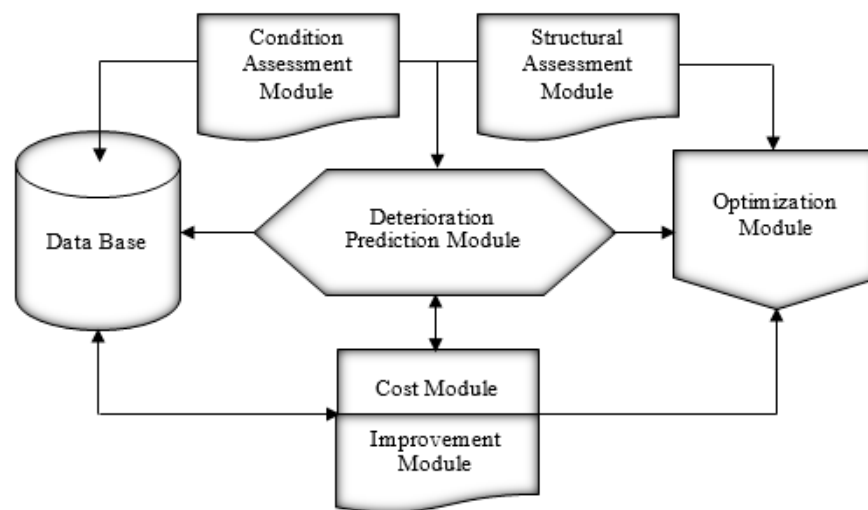 Condition
Assessment
Module
Structural
Assessment
Module
Data Base
Deterioration
Prediction Module
Optimization
Module
Cost Module
Improvement
Module